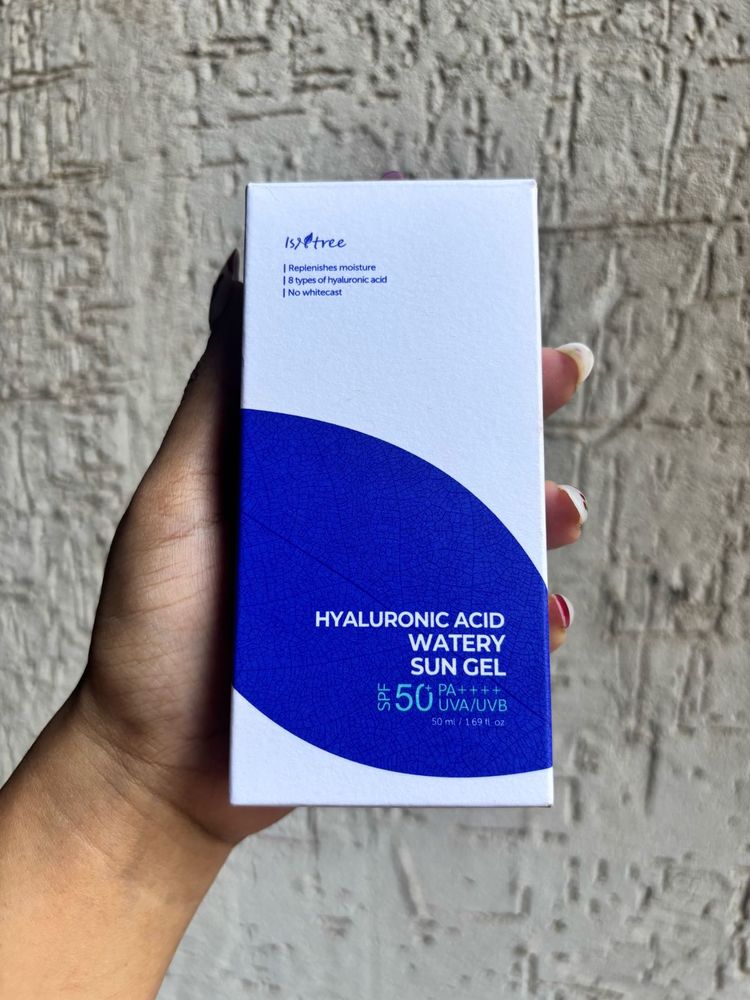 Isntree
Replenishes moisture
8 types of hyaluronic acid
No whitecast
HYALURONIC ACID
WATERY
SUN GEL
SPF 50+ PA++++
UVA/UVB
50 ml / 1.69 fl. oz